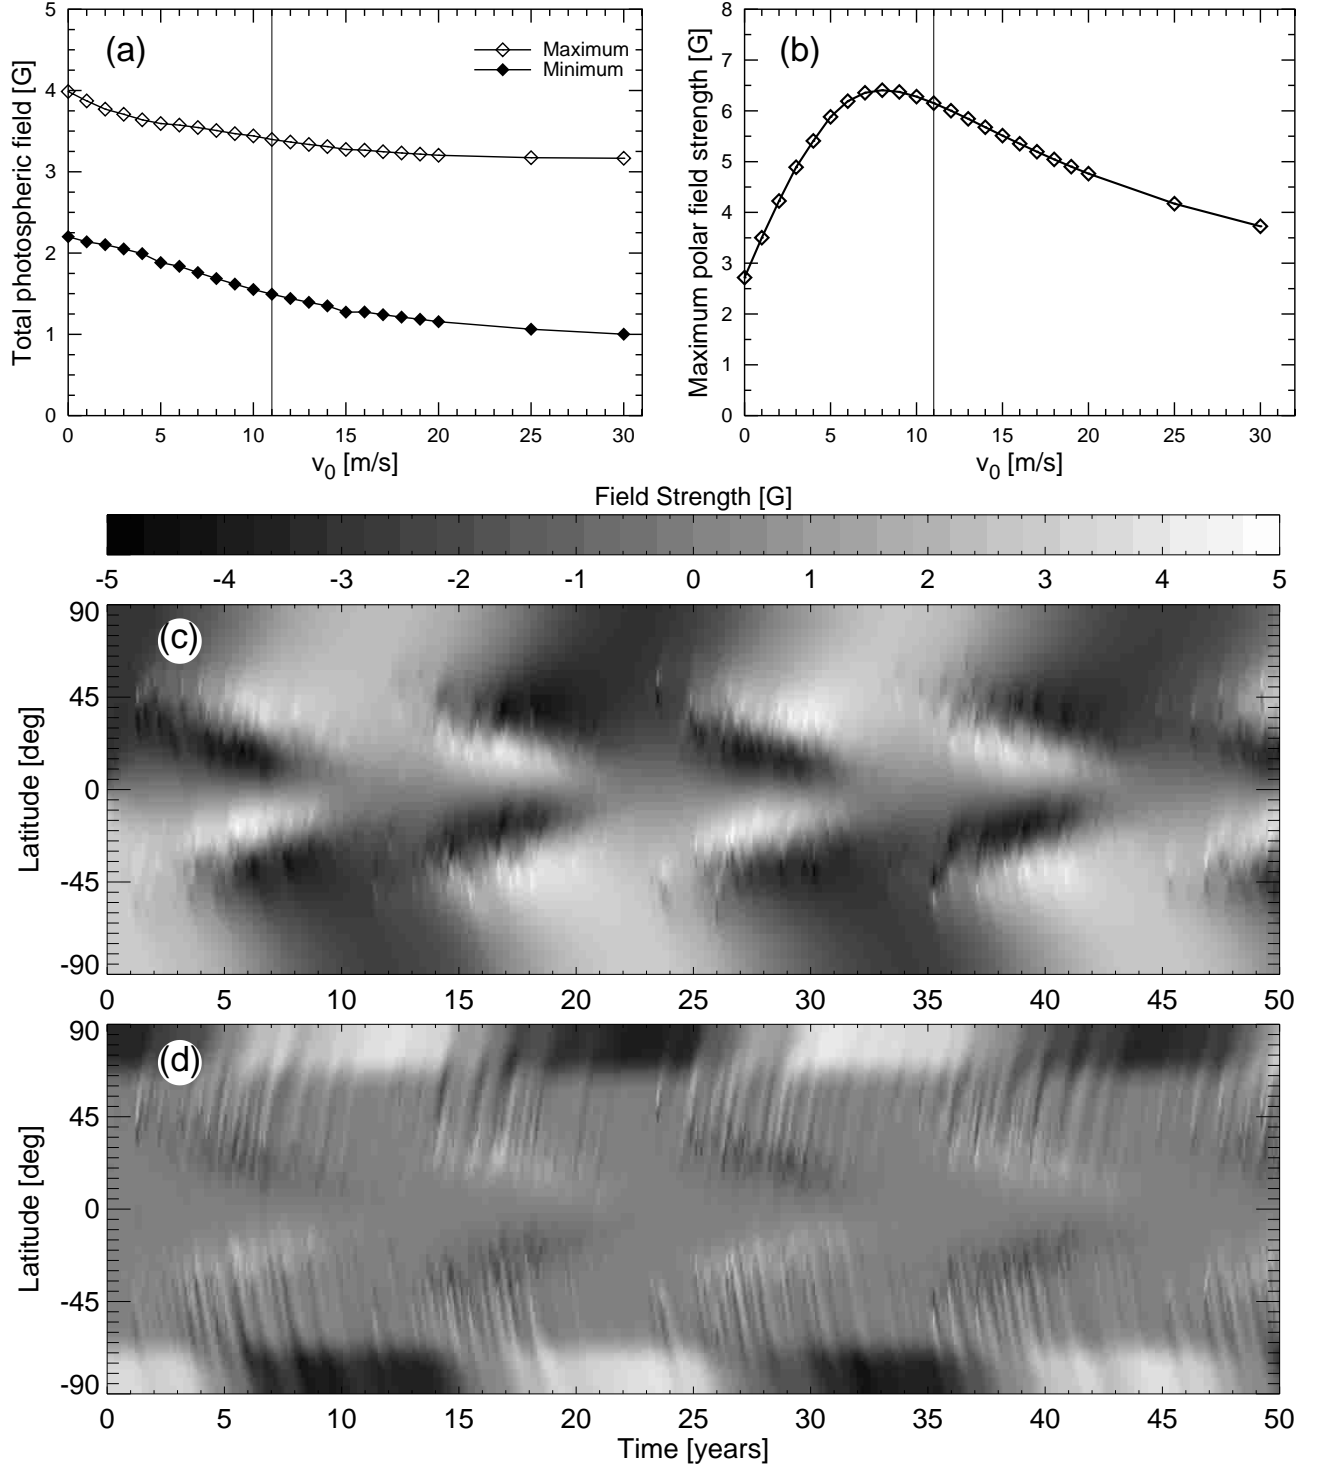 (a)
Maximum
Minimum
Total photospheric field [G]
5
4
3
2
1
0
0 5 10 15 20 25 30
v0 [m/s]
(b)
Maximum polar field strength [G]
8
7
6
5
4
3
2
1
0
0 5 10 15 20 25 30
v0 [m/s]
Field Strength [G]
-5 -4 -3 -2 -1 0 1 2 3 4 5
(c)
Latitude [deg]
90
45
0
-45
-90
0 5 10 15 20 25 30 35 40 45 50
(d)
Latitude [deg]
90
45
0
-45
-90
0 5 10 15 20 25 30 35 40 45 50
Time [years]